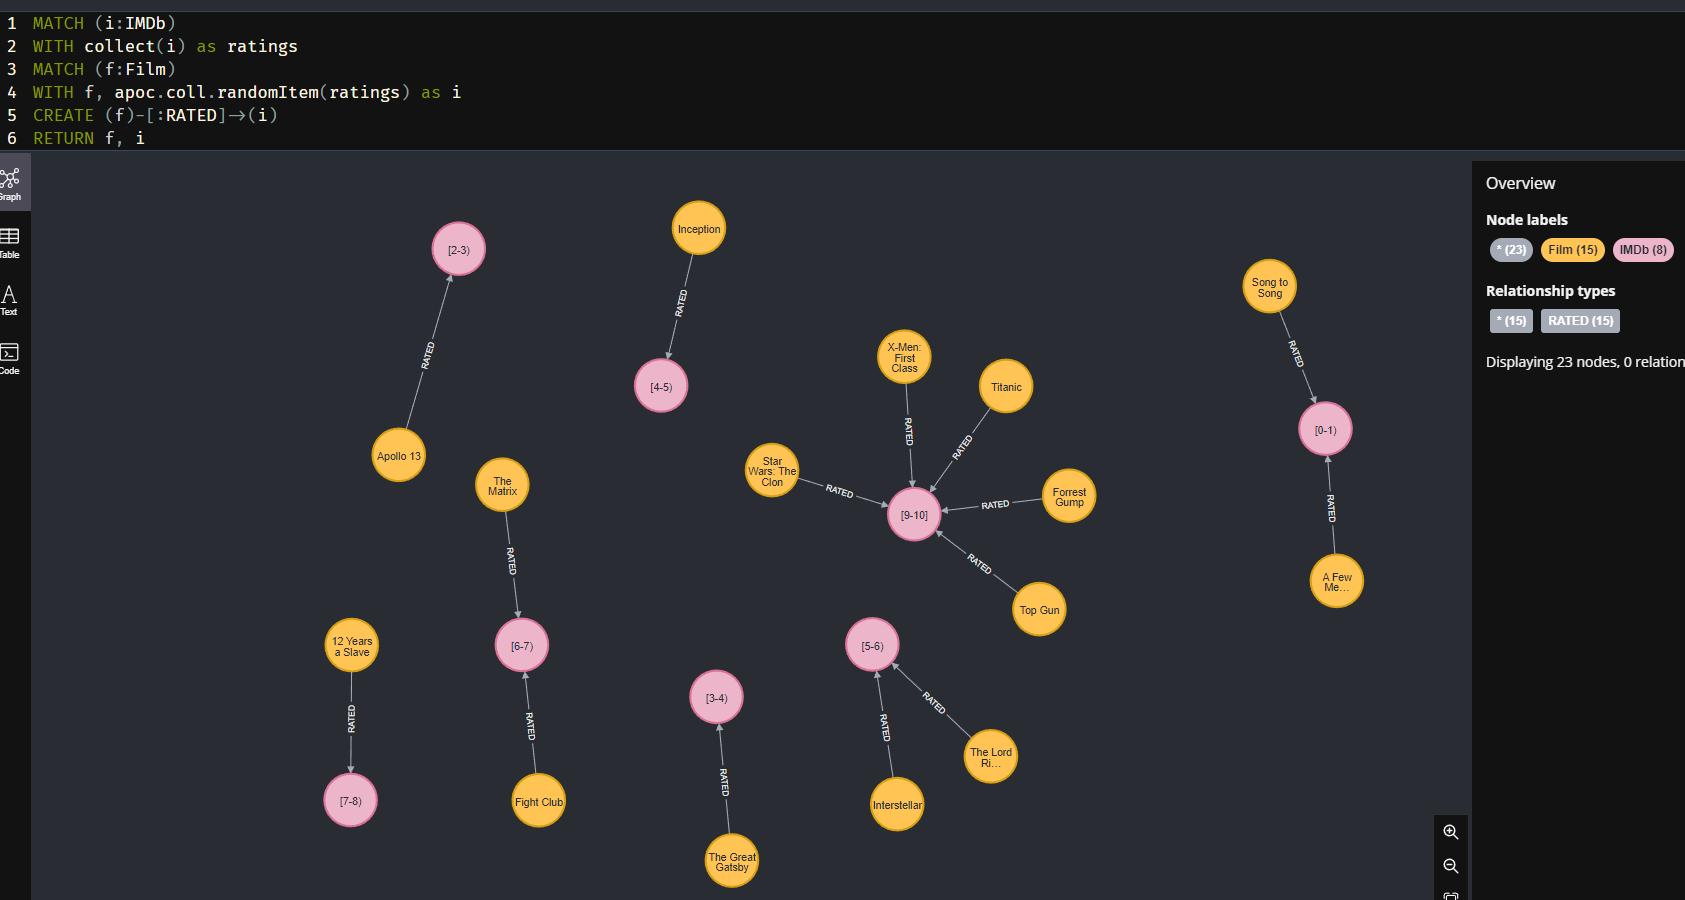 1 MATCH (i:IMDb)
2 WITH collect(i) as ratings
3 MATCH (f:Film)
4 WITH f, apoc.coll.randomItem(ratings) as i
5 CREATE (f)-[:RATED]→(i)
6 RETURN f, i
Graph
Table
Text
Code
[2-3)
RATED
Apollo 13
Inception
RATED
[4-5)
The
Matrix
RATED
[6-7)
RATED
Fight Club
12 Years
a Slave
RATED
[7-8)
[3-4)
RATED
The Great
Gatsby
X-Men:
First
Class
RATED
Titanic
RATED
Star
Wars: The
Clon
RATED
[9-10]
RATED
Forrest
Gump
RATED
Top Gun
[5-6)
RATED
RATED
The Lord
Ri...
Interstellar
Song to
Song
RATED
[0-1)
RATED
A Few
Me...
Overview
Node labels
* (23) Film (15) IMDb (8)
Relationship types
* (15) RATED (15)
Displaying 23 nodes, 0 relation